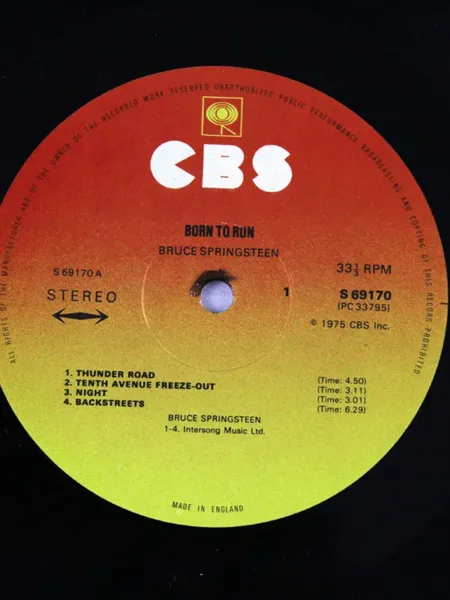 ALL RIGHTS OF THE MANUFACTURER AND OF THE OWNER OF THE RECORDED WORK RESERVED UNAUTHORIZED PUBLIC PERFORMANCE BROADCASTING AND COPYING OF THIS RECORD PROHIBITED
CBS
BORN TO RUN
BRUCE SPRINGSTEEN
S 69170 A
33⅓ RPM
STEREO
1
S 69170
(PC 33795)
℗ 1975 CBS Inc.
1. THUNDER ROAD (Time: 4.50)
2. TENTH AVENUE FREEZE-OUT (Time: 3.11)
3. NIGHT (Time: 3.01)
4. BACKSTREETS (Time: 6.29)
BRUCE SPRINGSTEEN
1-4. Intersong Music Ltd.
MADE IN ENGLAND